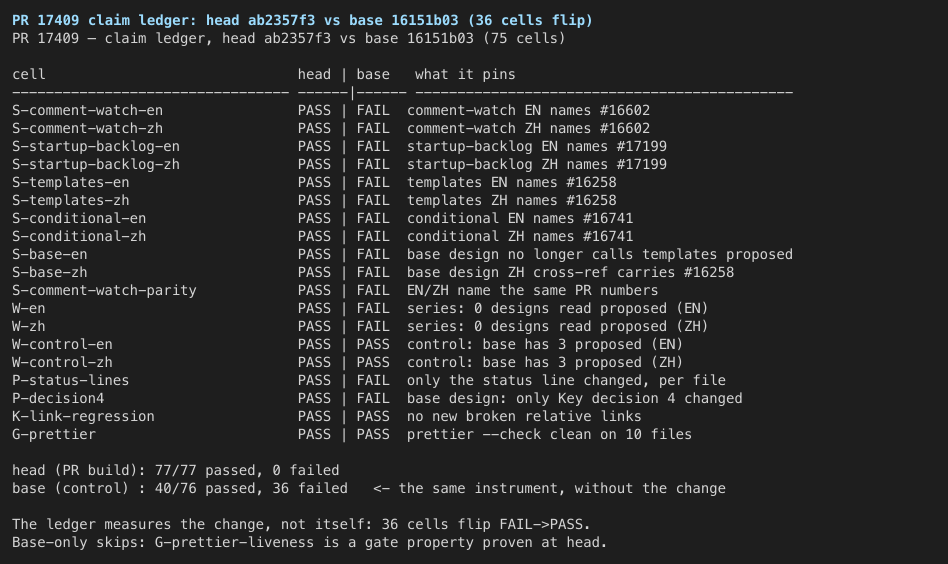 PR 17409 claim ledger: head ab2357f3 vs base 16151b03 (36 cells flip)
PR 17409 — claim ledger, head ab2357f3 vs base 16151b03 (75 cells)
cell head | base what it pins
--------------------------------- ------|------ ---------------------------------------------
S-comment-watch-en PASS | FAIL comment-watch EN names #16602
S-comment-watch-zh PASS | FAIL comment-watch ZH names #16602
S-startup-backlog-en PASS | FAIL startup-backlog EN names #17199
S-startup-backlog-zh PASS | FAIL startup-backlog ZH names #17199
S-templates-en PASS | FAIL templates EN names #16258
S-templates-zh PASS | FAIL templates ZH names #16258
S-conditional-en PASS | FAIL conditional EN names #16741
S-conditional-zh PASS | FAIL conditional ZH names #16741
S-base-en PASS | FAIL base design no longer calls templates proposed
S-base-zh PASS | FAIL base design ZH cross-ref carries #16258
S-comment-watch-parity PASS | FAIL EN/ZH name the same PR numbers
W-en PASS | FAIL series: 0 designs read proposed (EN)
W-zh PASS | FAIL series: 0 designs read proposed (ZH)
W-control-en PASS | PASS control: base has 3 proposed (EN)
W-control-zh PASS | PASS control: base has 3 proposed (ZH)
P-status-lines PASS | FAIL only the status line changed, per file
P-decision4 PASS | FAIL base design: only Key decision 4 changed
K-link-regression PASS | PASS no new broken relative links
G-prettier PASS | PASS prettier --check clean on 10 files
head (PR build): 77/77 passed, 0 failed
base (control) : 40/76 passed, 36 failed <- the same instrument, without the change
The ledger measures the change, not itself: 36 cells flip FAIL->PASS.
Base-only skips: G-prettier-liveness is a gate property proven at head.